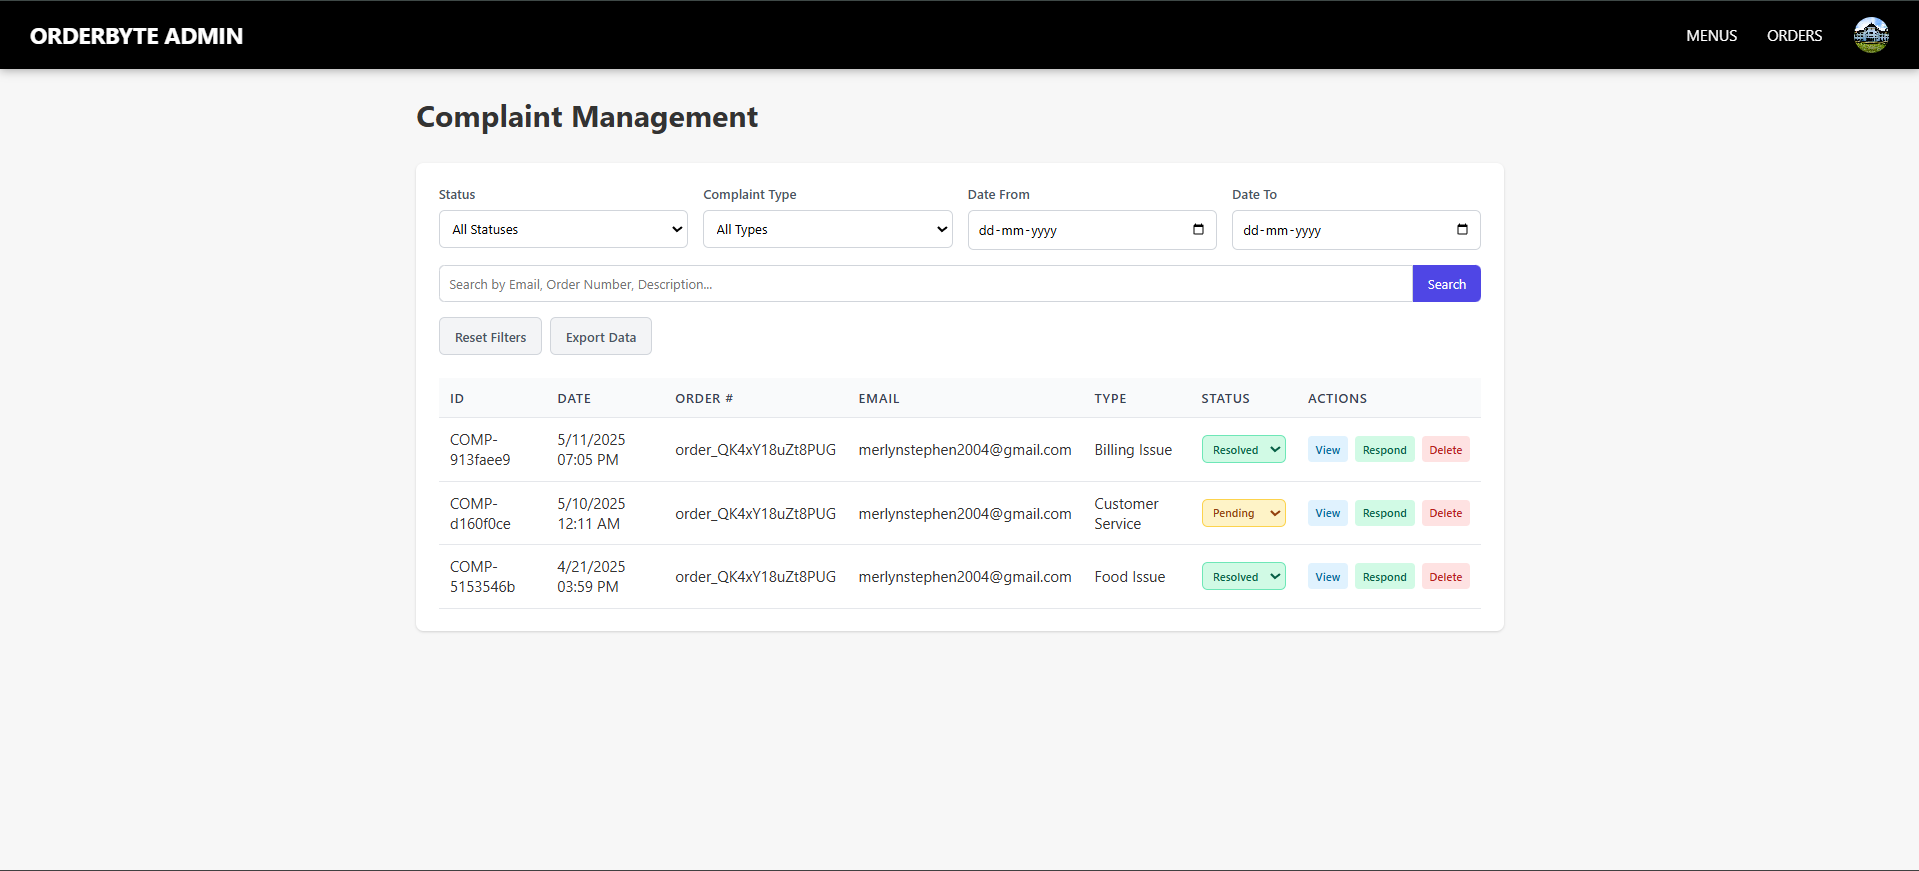 ORDERBYTE ADMIN
MENUS ORDERS
Complaint Management
Status Complaint Type Date From Date To
All Statuses All Types dd-mm-yyyy dd-mm-yyyy
Search by Email, Order Number, Description... Search
Reset Filters Export Data
ID DATE ORDER # EMAIL TYPE STATUS ACTIONS
COMP- 5/11/2025
913faee9 07:05 PM order_QK4xY18uZt8PUG merlynstephen2004@gmail.com Billing Issue Resolved View Respond Delete
COMP- 5/10/2025 Customer
d160f0ce 12:11 AM order_QK4xY18uZt8PUG merlynstephen2004@gmail.com Service Pending View Respond Delete
COMP- 4/21/2025
5153546b 03:59 PM order_QK4xY18uZt8PUG merlynstephen2004@gmail.com Food Issue Resolved View Respond Delete